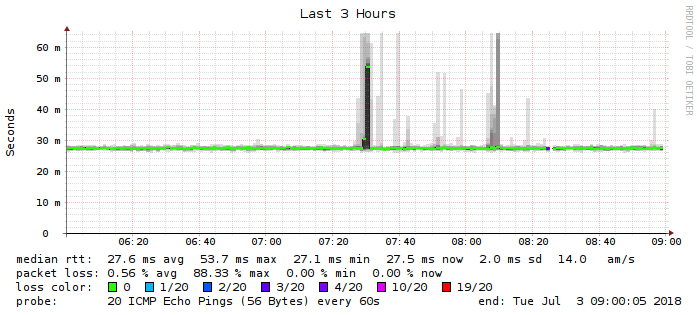 Last 3 Hours
RRDTOOL / TOBI OETIKER
Seconds
60 m
50 m
40 m
30 m
20 m
10 m
0
06:20 06:40 07:00 07:20 07:40 08:00 08:20 08:40 09:00
median rtt: 27.6 ms avg 53.7 ms max 27.1 ms min 27.5 ms now 2.0 ms sd 14.0 am/s
packet loss: 0.56 % avg 88.33 % max 0.00 % min 0.00 % now
loss color: 0 1/20 2/20 3/20 4/20 10/20 19/20
probe: 20 ICMP Echo Pings (56 Bytes) every 60s end: Tue Jul 3 09:00:05 2018